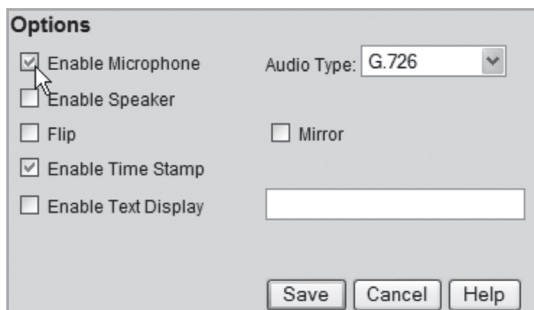 Options
Enable Microphone Audio Type: G.726
Enable Speaker
Flip Mirror
Enable Time Stamp
Enable Text Display
Save Cancel Help